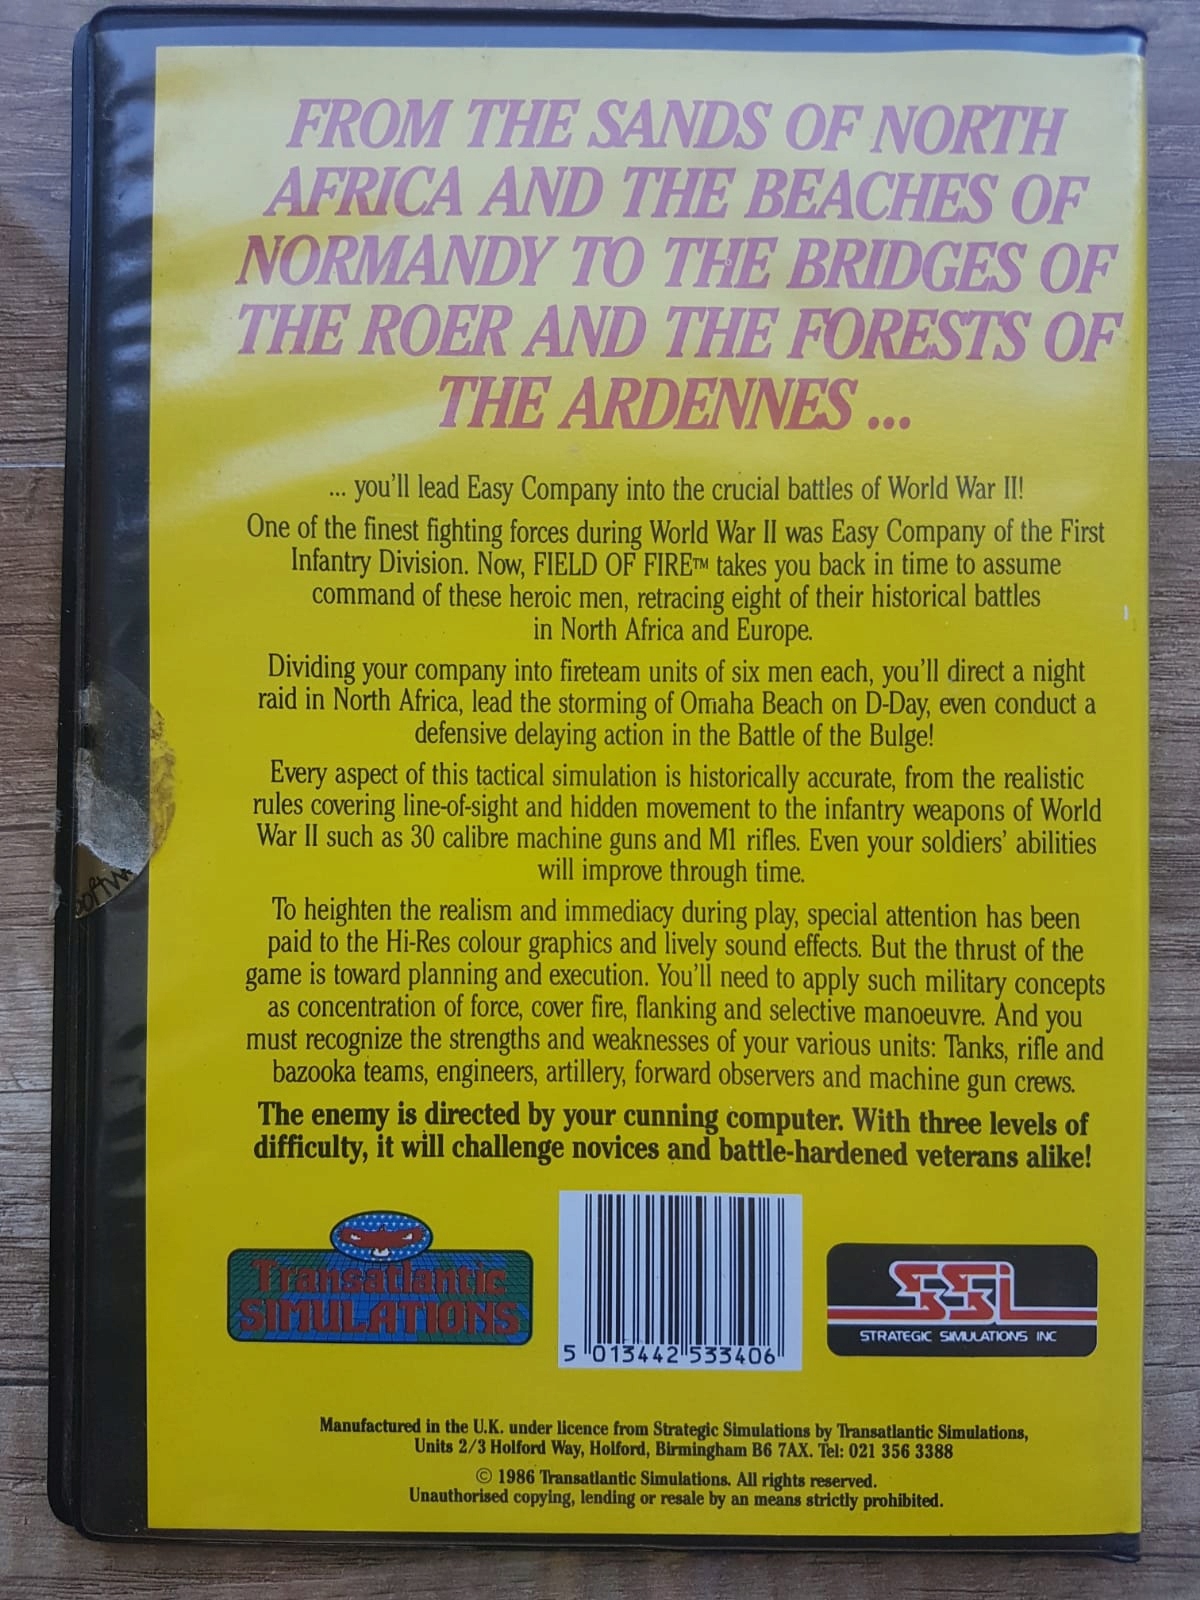 FROM THE SANDS OF NORTH
AFRICA AND THE BEACHES OF
NORMANDY TO THE BRIDGES OF
THE ROER AND THE FORESTS OF
THE ARDENNES ...
... you'll lead Easy Company into the crucial battles of World War II!
One of the finest fighting forces during World War II was Easy Company of the First
Infantry Division. Now, FIELD OF FIRE™ takes you back in time to assume
command of these heroic men, retracing eight of their historical battles
in North Africa and Europe.
Dividing your company into fireteam units of six men each, you'll direct a night
raid in North Africa, lead the storming of Omaha Beach on D-Day, even conduct a
defensive delaying action in the Battle of the Bulge!
Every aspect of this tactical simulation is historically accurate, from the realistic
rules covering line-of-sight and hidden movement to the infantry weapons of World
War II such as 30 calibre machine guns and M1 rifles. Even your soldiers' abilities
will improve through time.
To heighten the realism and immediacy during play, special attention has been
paid to the Hi-Res colour graphics and lively sound effects. But the thrust of the
game is toward planning and execution. You'll need to apply such military concepts
as concentration of force, cover fire, flanking and selective manoeuvre. And you
must recognize the strengths and weaknesses of your various units: Tanks, rifle and
bazooka teams, engineers, artillery, forward observers and machine gun crews.
The enemy is directed by your cunning computer. With three levels of
difficulty, it will challenge novices and battle-hardened veterans alike!
Transatlantic
SIMULATIONS
5 013442 533406
SSI
STRATEGIC SIMULATIONS INC
Manufactured in the U.K. under licence from Strategic Simulations by Transatlantic Simulations,
Units 2/3 Holford Way, Holford, Birmingham B6 7AX. Tel: 021 356 3388
© 1986 Transatlantic Simulations. All rights reserved.
Unauthorised copying, lending or resale by an means strictly prohibited.